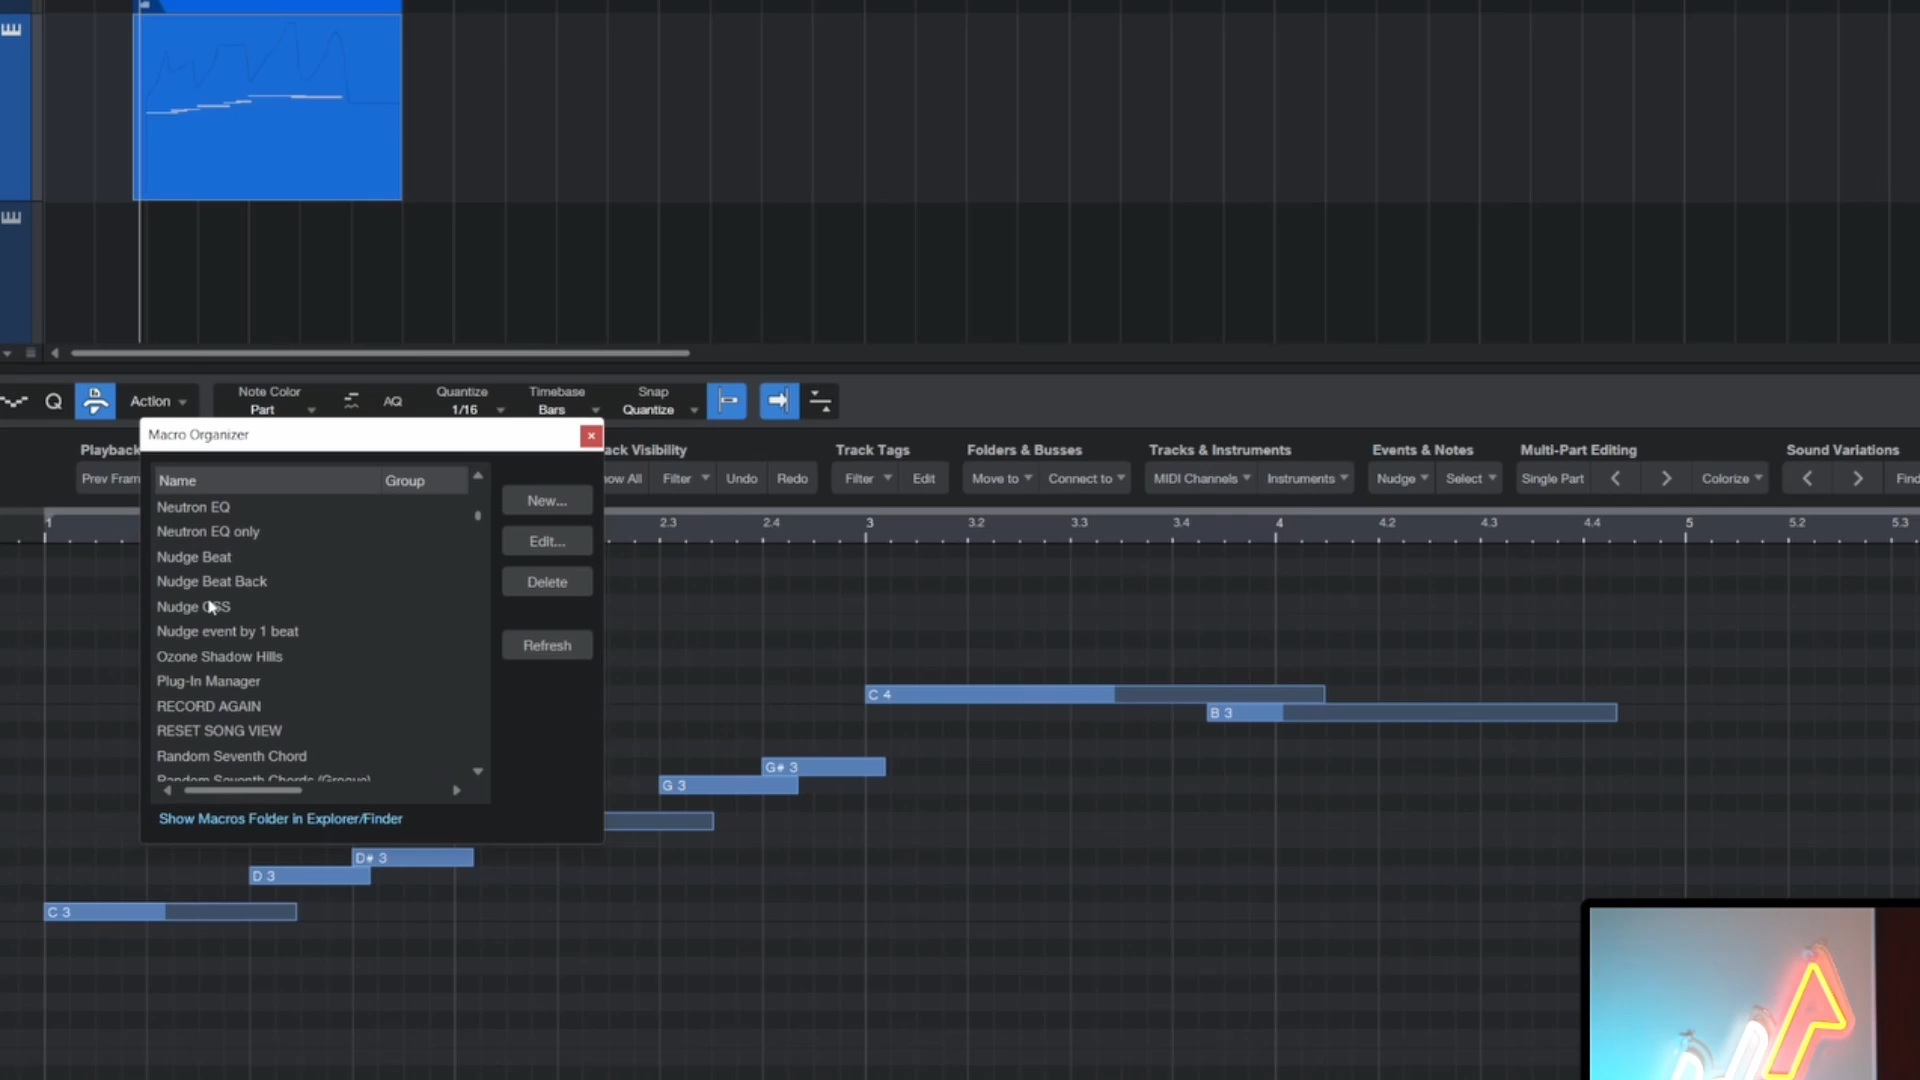 Action
Note Color
Part
AQ
Quantize
1/16
Timebase
Bars
Snap
Quantize
Macro Organizer
Playback
Prev Fram
ack Visibility
ow All
Filter
Undo
Redo
Track Tags
Filter
Edit
Folders & Busses
Move to
Connect to
Tracks & Instruments
MIDI Channels
Instruments
Events & Notes
Nudge
Select
Multi-Part Editing
Single Part
Colorize
Sound Variations
Find
Name Group
Neutron EQ
Neutron EQ only
Nudge Beat
Nudge Beat Back
Nudge CSS
Nudge event by 1 beat
Ozone Shadow Hills
Plug-In Manager
RECORD AGAIN
RESET SONG VIEW
Random Seventh Chord
Random Seventh Chords (Groove)
New...
Edit...
Delete
Refresh
Show Macros Folder in Explorer/Finder
1 2.3 2.4 3 3.2 3.3 3.4 4 4.2 4.3 4.4 5 5.2 5.3
C 4
B 3
G# 3
G 3
D# 3
D 3
C 3